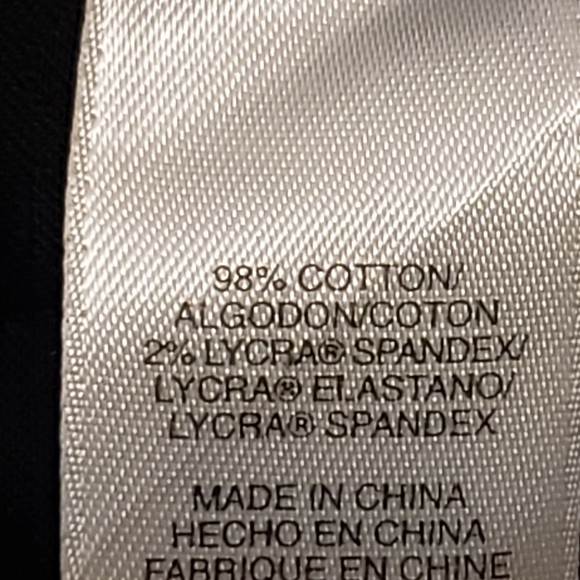 98% COTTON/
ALGODON/COTON
2% LYCRA® SPANDEX/
LYCRA® ELASTANO/
LYCRA® SPANDEX
MADE IN CHINA
HECHO EN CHINA
FABRIQUE EN CHINE